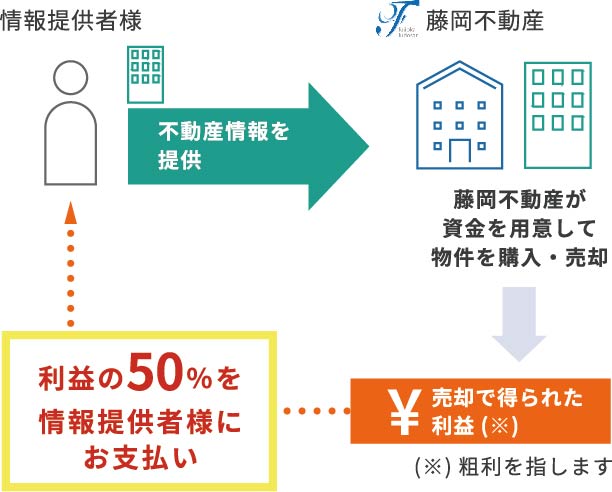 情報提供者様
藤岡不動産
不動産情報を
提供
藤岡不動産が
資金を用意して
物件を購入・売却
¥ 売却で得られた
利益 (※)
(※) 粗利を指します
利益の50%を
情報提供者様に
お支払い